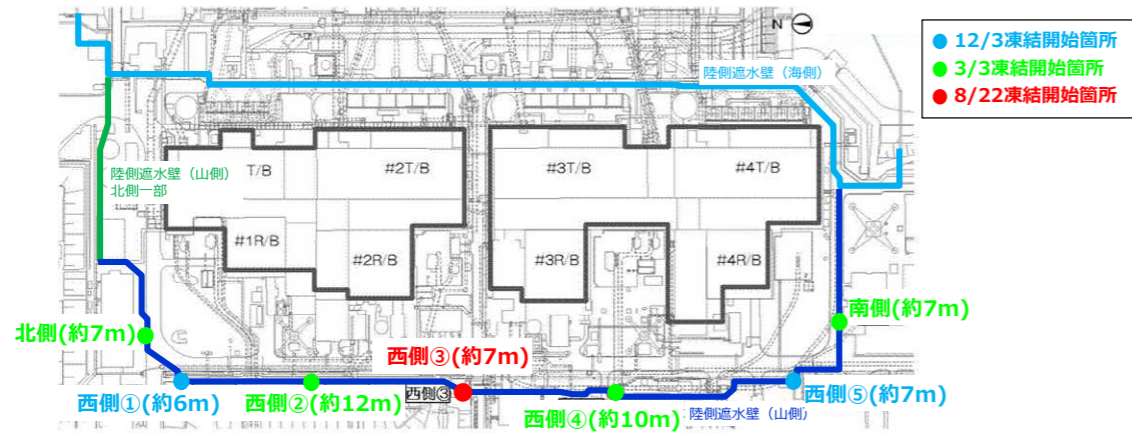 N
12/3凍結開始箇所
3/3凍結開始箇所
8/22凍結開始箇所
陸側遮水壁（海側）
陸側遮水壁（山側）
北側一部
T/B
#2T/B
#3T/B
#4T/B
#1R/B
#2R/B
#3R/B
#4R/B
北側(約7m)
南側(約7m)
西側③(約7m)
西側③
西側①(約6m)
西側②(約12m)
西側④(約10m)
陸側遮水壁（山側）
西側⑤(約7m)